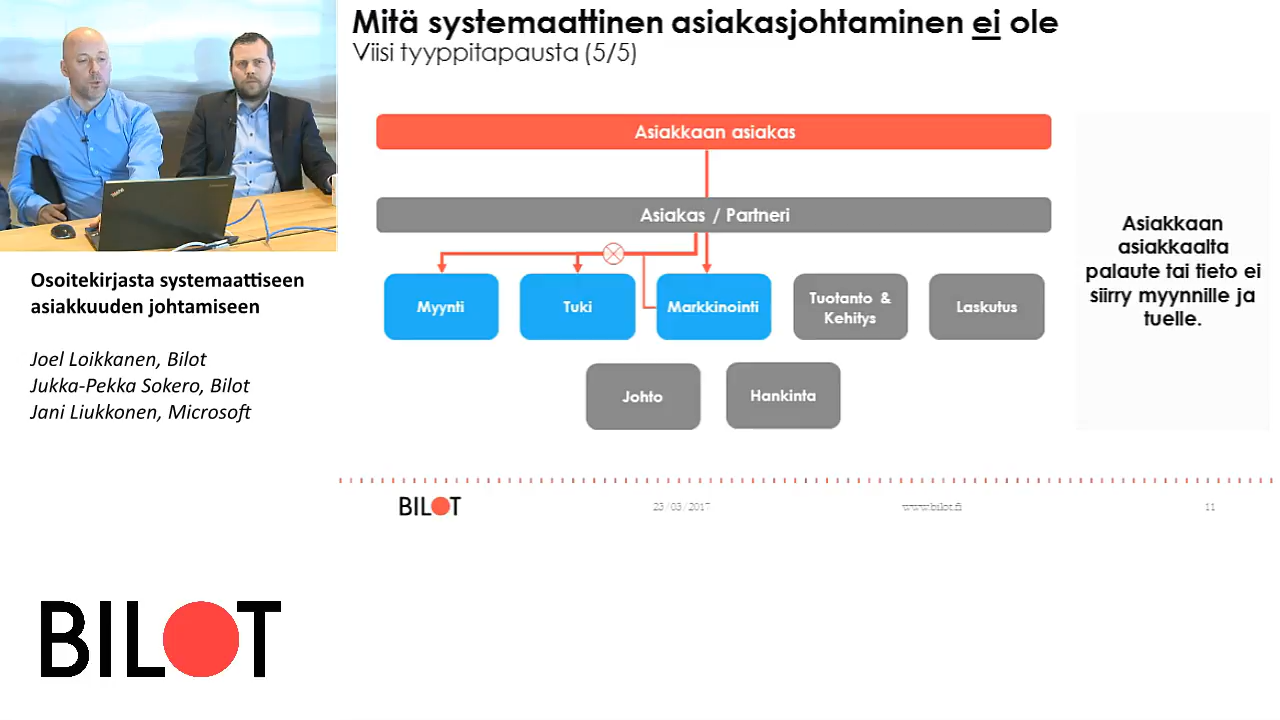 Mitä systemaattinen asiakasjohtaminen ei ole
Viisi tyyppitapausta (5/5)
Asiakkaan asiakas
Asiakas / Partneri
Myynti
Tuki
Markkinointi
Tuotanto &
Kehitys
Laskutus
Johto
Hankinta
Asiakkaan
asiakkaalta
palaute tai tieto ei
siirry myynnille ja
tuelle.
BILOT
23/03/2017
www.bilot.fi
11
Osoitekirjasta systemaattiseen
asiakkuuden johtamiseen
Joel Loikkanen, Bilot
Jukka-Pekka Sokero, Bilot
Jani Liukkonen, Microsoft
BILOT